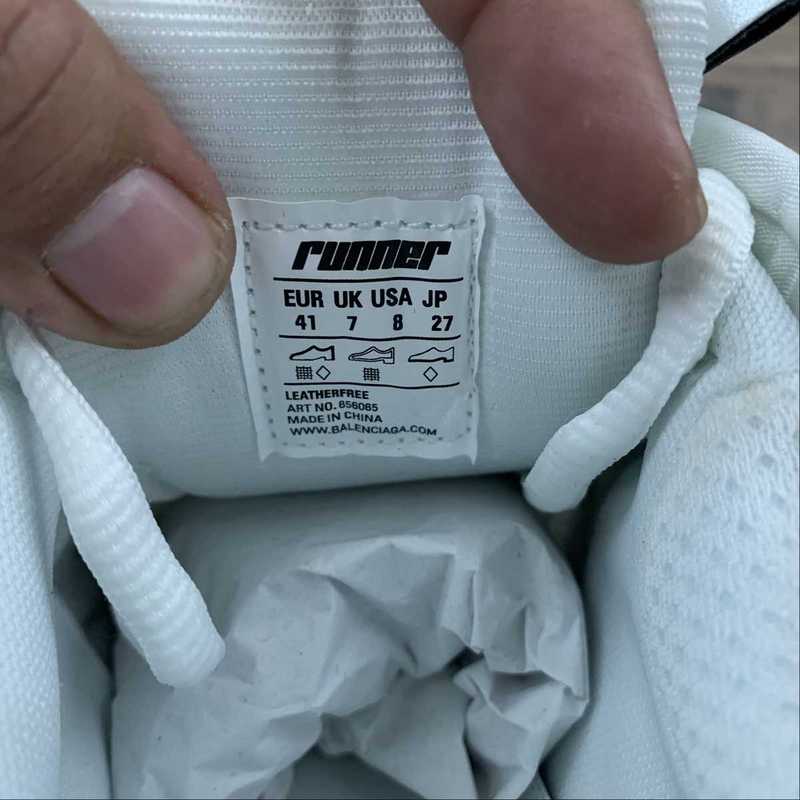 runner
EUR UK USA JP
41 7 8 27
LEATHERFREE
ART NO. 656065
MADE IN CHINA
WWW.BALENCIAGA.COM